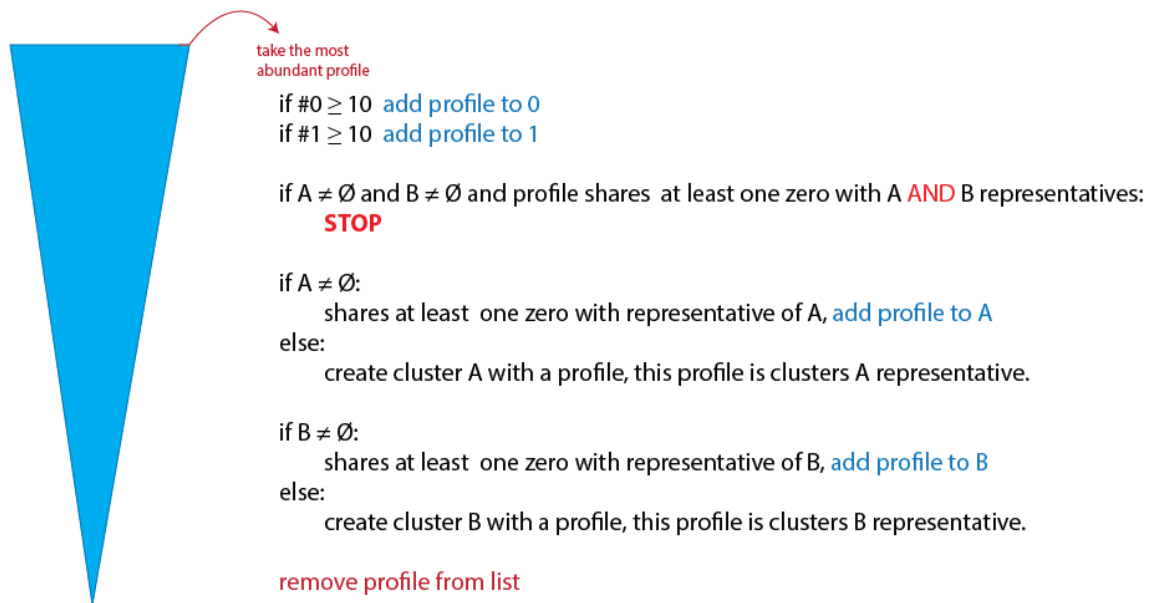 take the most
abundant profile
if #0 ≥ 10 add profile to 0
if #1 ≥ 10 add profile to 1
if A ≠ Ø and B ≠ Ø and profile shares at least one zero with A AND B representatives:
STOP
if A ≠ Ø:
shares at least one zero with representative of A, add profile to A
else:
create cluster A with a profile, this profile is clusters A representative.
if B ≠ Ø:
shares at least one zero with representative of B, add profile to B
else:
create cluster B with a profile, this profile is clusters B representative.
remove profile from list